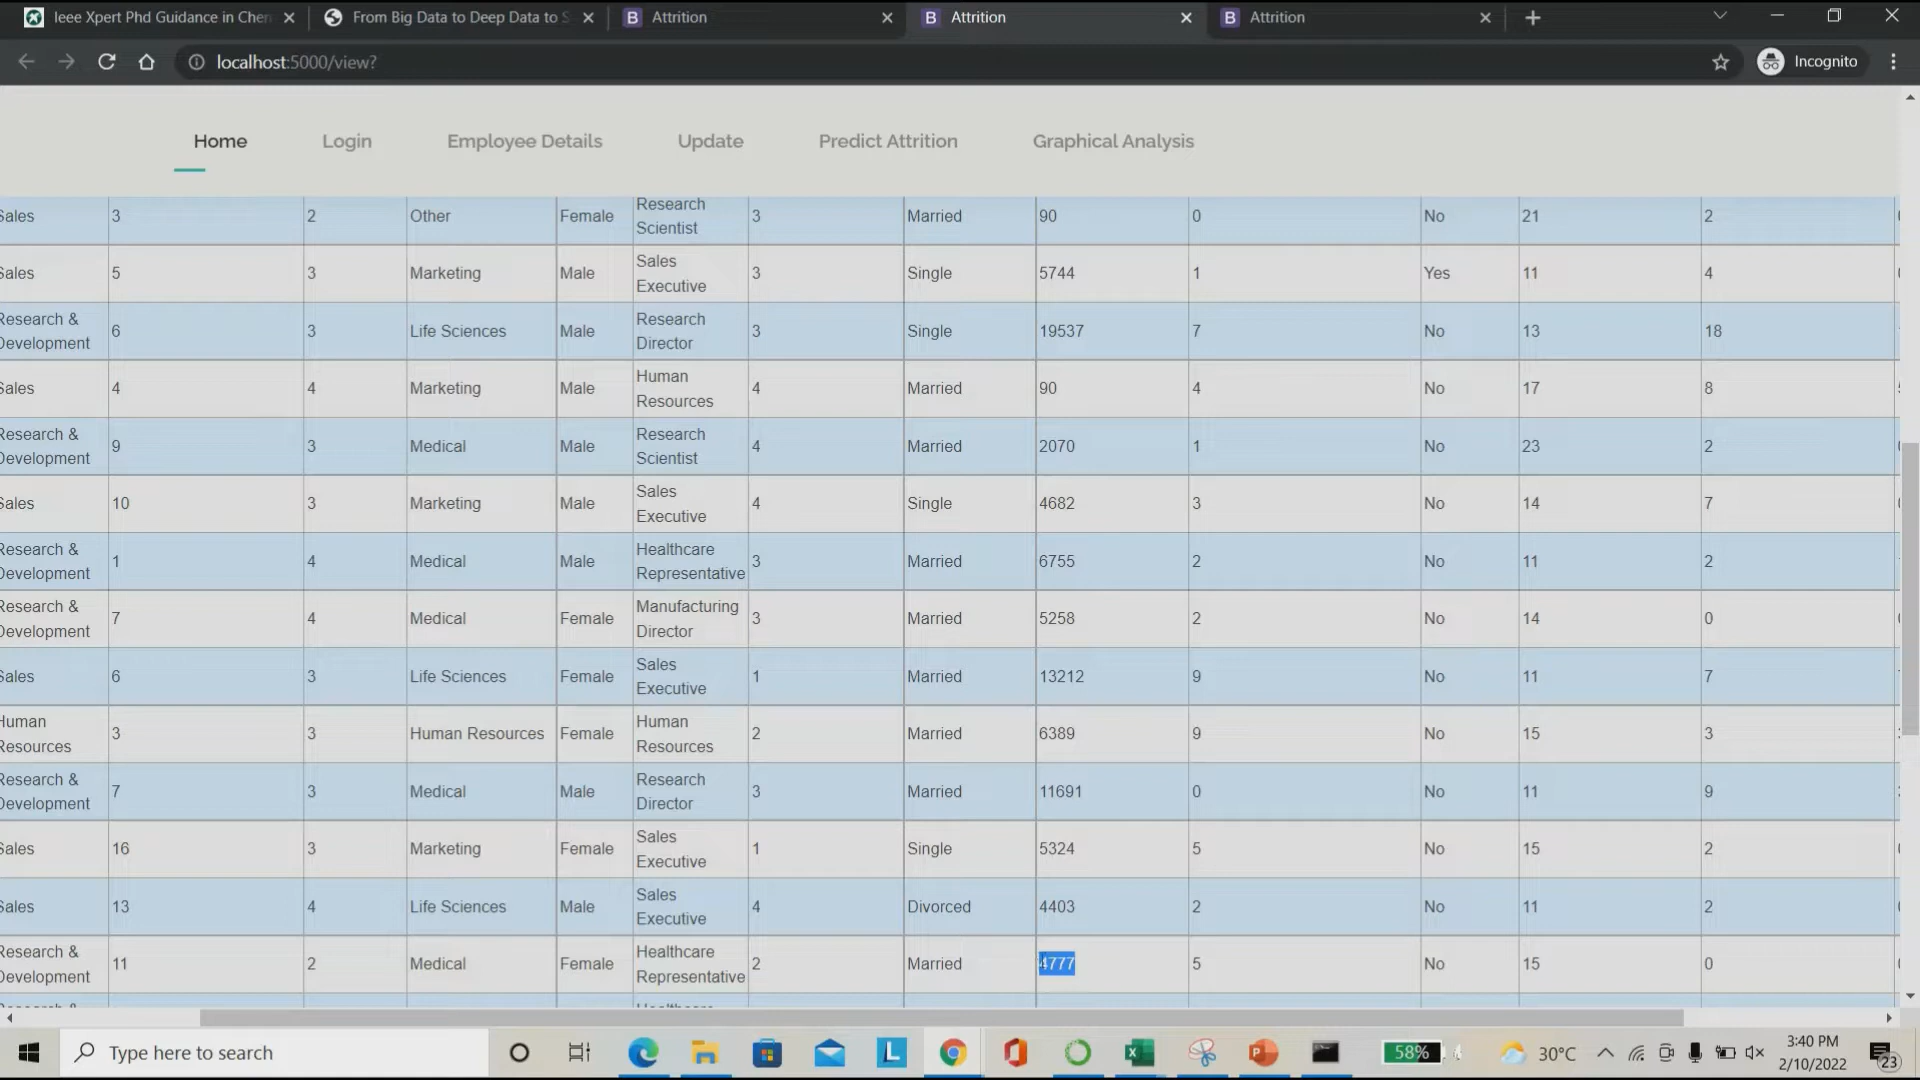 Ieee Xpert Phd Guidance in Chen
From Big Data to Deep Data to S
Attrition
Attrition
Attrition
localhost:5000/view?
Incognito
Home Login Employee Details Update Predict Attrition Graphical Analysis
Sales 3 2 Other Female Research Scientist 3 Married 90 0 No 21 2
Sales 5 3 Marketing Male Sales Executive 3 Single 5744 1 Yes 11 4
Research & Development 6 3 Life Sciences Male Research Director 3 Single 19537 7 No 13 18
Sales 4 4 Marketing Male Human Resources 4 Married 90 4 No 17 8
Research & Development 9 3 Medical Male Research Scientist 4 Married 2070 1 No 23 2
Sales 10 3 Marketing Male Sales Executive 4 Single 4682 3 No 14 7
Research & Development 1 4 Medical Male Healthcare Representative 3 Married 6755 2 No 11 2
Research & Development 7 4 Medical Female Manufacturing Director 3 Married 5258 2 No 14 0
Sales 6 3 Life Sciences Female Sales Executive 1 Married 13212 9 No 11 7
Human Resources 3 3 Human Resources Female Human Resources 2 Married 6389 9 No 15 3
Research & Development 7 3 Medical Male Research Director 3 Married 11691 0 No 11 9
Sales 16 3 Marketing Female Sales Executive 1 Single 5324 5 No 15 2
Sales 13 4 Life Sciences Male Sales Executive 4 Divorced 4403 2 No 11 2
Research & Development 11 2 Medical Female Healthcare Representative 2 Married 4777 5 No 15 0
Type here to search
58%
30°C
3:40 PM
2/10/2022
23